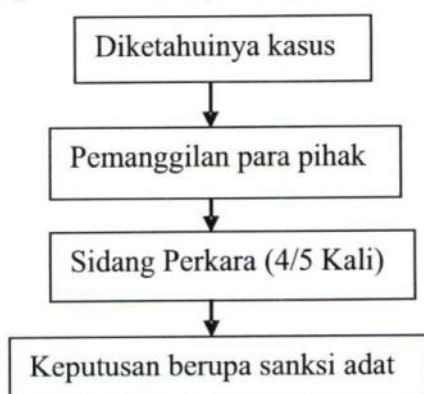 Diketahuinya kasus
Pemanggilan para pihak
Sidang Perkara (4/5 Kali)
Keputusan berupa sanksi adat